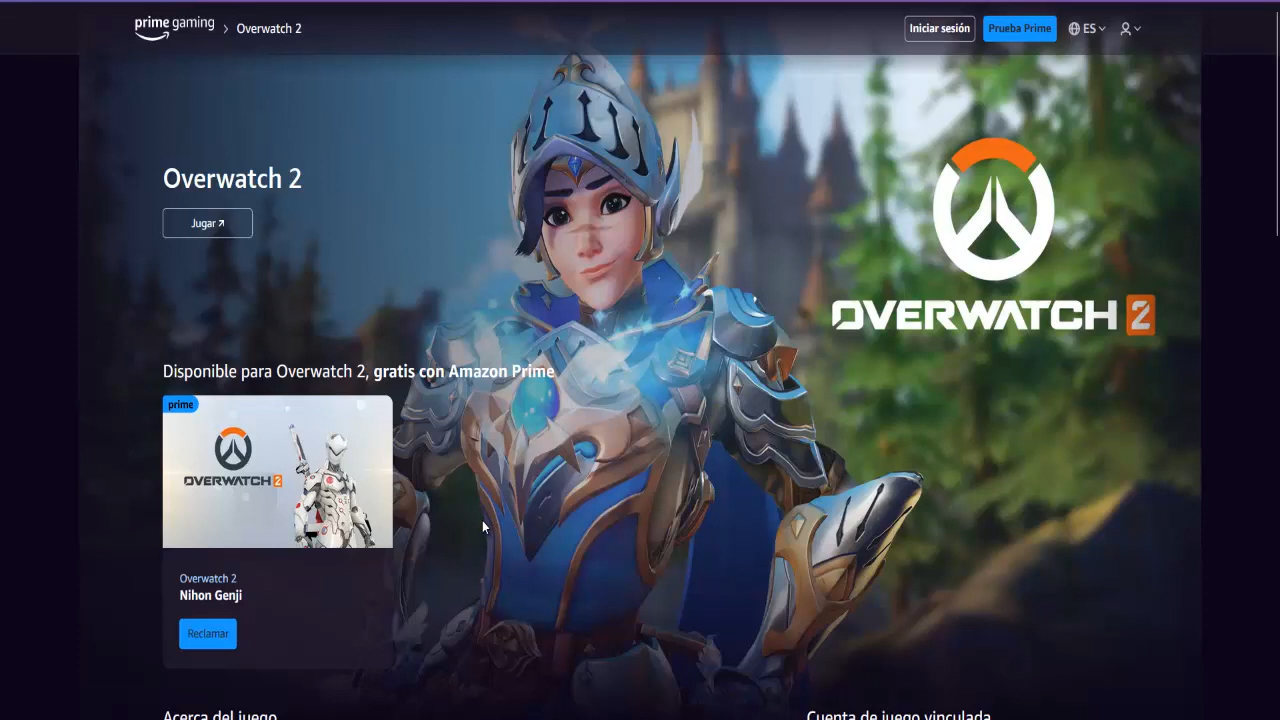 prime gaming
Overwatch 2
Iniciar sesión
Prueba Prime
ES
Overwatch 2
Jugar
OVERWATCH 2
Disponible para Overwatch 2, gratis con Amazon Prime
prime
OVERWATCH 2
Overwatch 2
Nihon Genji
Reclamar
Acerca del juego
Cuenta de juego vinculada